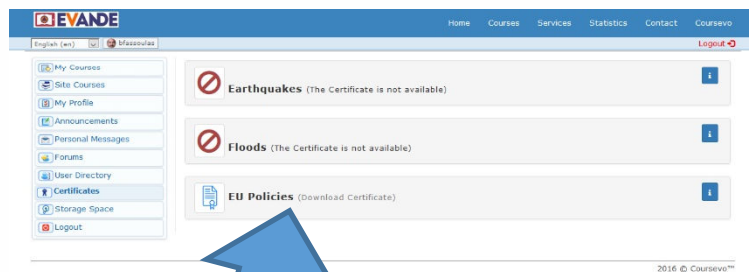 EVANDE
Home Courses Services Statistics Contact Coursevo
English (en) bfassoulas Logout
My Courses
Site Courses
My Profile
Announcements
Personal Messages
Forums
User Directory
Certificates
Storage Space
Logout
Earthquakes (The Certificate is not available)
i
Floods (The Certificate is not available)
i
EU Policies (Download Certificate)
i
2016 © Coursevo™